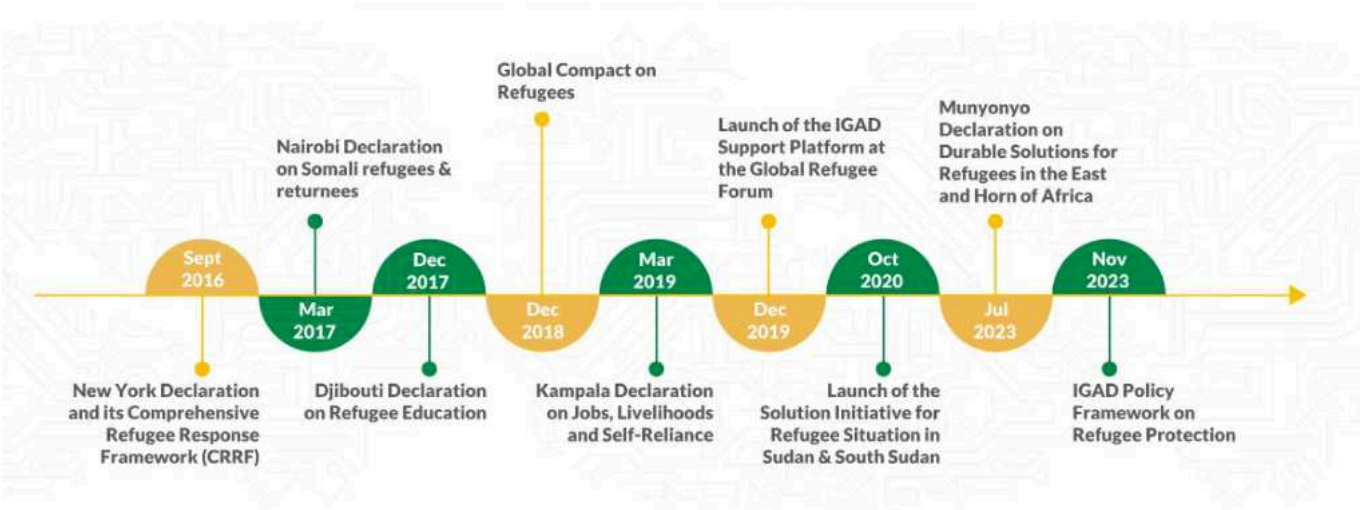 Sept
2016
New York Declaration
and its Comprehensive
Refugee Response
Framework (CRRF)
Nairobi Declaration
on Somali refugees &
returnees
Mar
2017
Dec
2017
Djibouti Declaration
on Refugee Education
Global Compact on
Refugees
Dec
2018
Mar
2019
Kampala Declaration
on Jobs, Livelihoods
and Self-Reliance
Launch of the IGAD
Support Platform at
the Global Refugee
Forum
Dec
2019
Oct
2020
Launch of the
Solution Initiative for
Refugee Situation in
Sudan & South Sudan
Munyonyo
Declaration on
Durable Solutions for
Refugees in the East
and Horn of Africa
Jul
2023
Nov
2023
IGAD Policy
Framework on
Refugee Protection